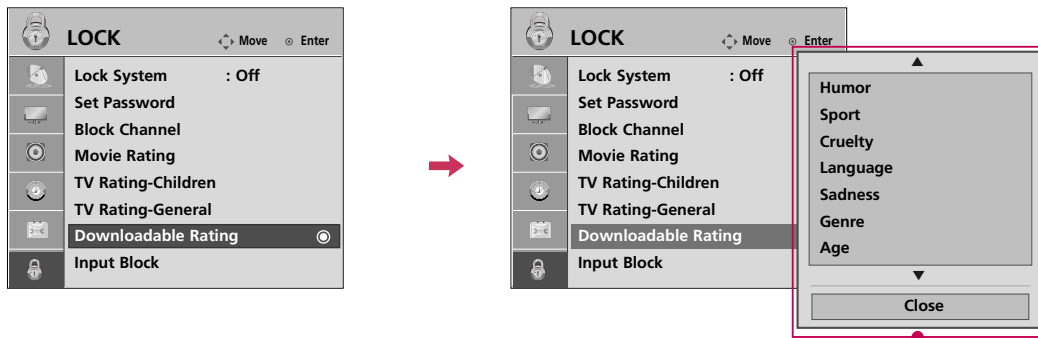 LOCK Move Enter
Lock System : Off
Set Password
Block Channel
Movie Rating
TV Rating-Children
TV Rating-General
Downloadable Rating
Input Block
LOCK Move Enter
Lock System : Off
Set Password
Block Channel
Movie Rating
TV Rating-Children
TV Rating-General
Downloadable Rating
Input Block
Humor
Sport
Cruelty
Language
Sadness
Genre
Age
Close